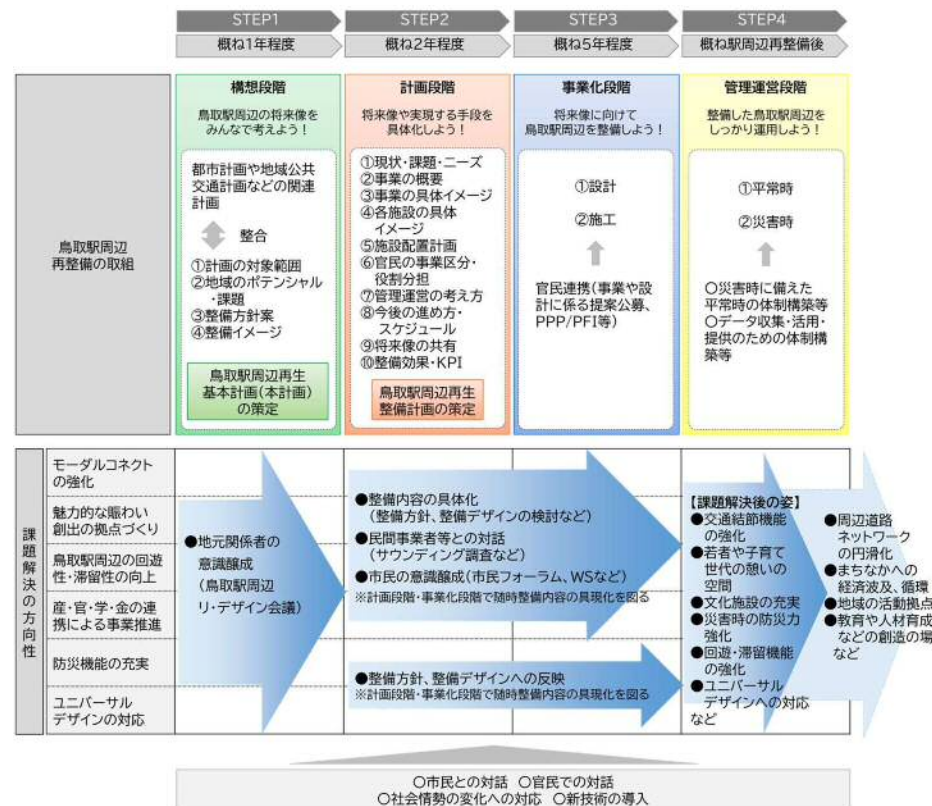 STEP1
STEP2
STEP3
STEP4
概ね1年程度
概ね2年程度
概ね5年程度
概ね駅周辺再整備後
鳥取駅周辺
再整備の取組
構想段階
鳥取駅周辺の将来像を
みんなで考えよう！
都市計画や地域公共
交通計画などの関連
計画
整合
①計画の対象範囲
②地域のポテンシャル
・課題
③整備方針案
④整備イメージ
鳥取駅周辺再生
基本計画(本計画)
の策定
計画段階
将来像や実現する手段を
具体化しよう！
①現状・課題・ニーズ
②事業の概要
③事業の具体イメージ
④各施設の具体
イメージ
⑤施設配置計画
⑥官民の事業区分・
役割分担
⑦管理運営の考え方
⑧今後の進め方・
スケジュール
⑨将来像の共有
⑩整備効果・KPI
鳥取駅周辺再生
整備計画の策定
事業化段階
将来像に向けて
鳥取駅周辺を整備しよう！
①設計
②施工
官民連携(事業や設
計に係る提案公募、
PPP/PFI等)
管理運営段階
整備した鳥取駅周辺を
しっかり運用しよう！
①平常時
②災害時
○災害時に備えた
平常時の体制構築等
○データ収集・活用・
提供のための体制構
築等
課題解決の方向性
モーダルコネクト
の強化
魅力的な賑わい
創出の拠点づくり
鳥取駅周辺の回遊
性・滞留性の向上
産・官・学・金の連
携による事業推進
防災機能の充実
ユニバーサル
デザインの対応
●地元関係者の
意識醸成
(鳥取駅周辺
リ・デザイン会議)
●整備内容の具体化
(整備方針、整備デザインの検討など)
●民間事業者等との対話
(サウンディング調査など)
●市民の意識醸成(市民フォーラム、WSなど)
※計画段階・事業化段階で随時整備内容の具現化を図る
●整備方針、整備デザインへの反映
※計画段階・事業化段階で随時整備内容の具現化を図る
【課題解決後の姿】
●交通結節機能
の強化
●若者や子育て
世代の憩いの
空間
●文化施設の充実
●災害時の防災力
強化
●回遊・滞留機能
の強化
●ユニバーサル
デザインへの対応
など
●周辺道路
ネットワーク
の円滑化
●まちなかへの
経済波及、循環
●地域の活動拠点
●教育や人材育成
などの創造の場
など
○市民との対話 ○官民での対話
○社会情勢の変化への対応 ○新技術の導入